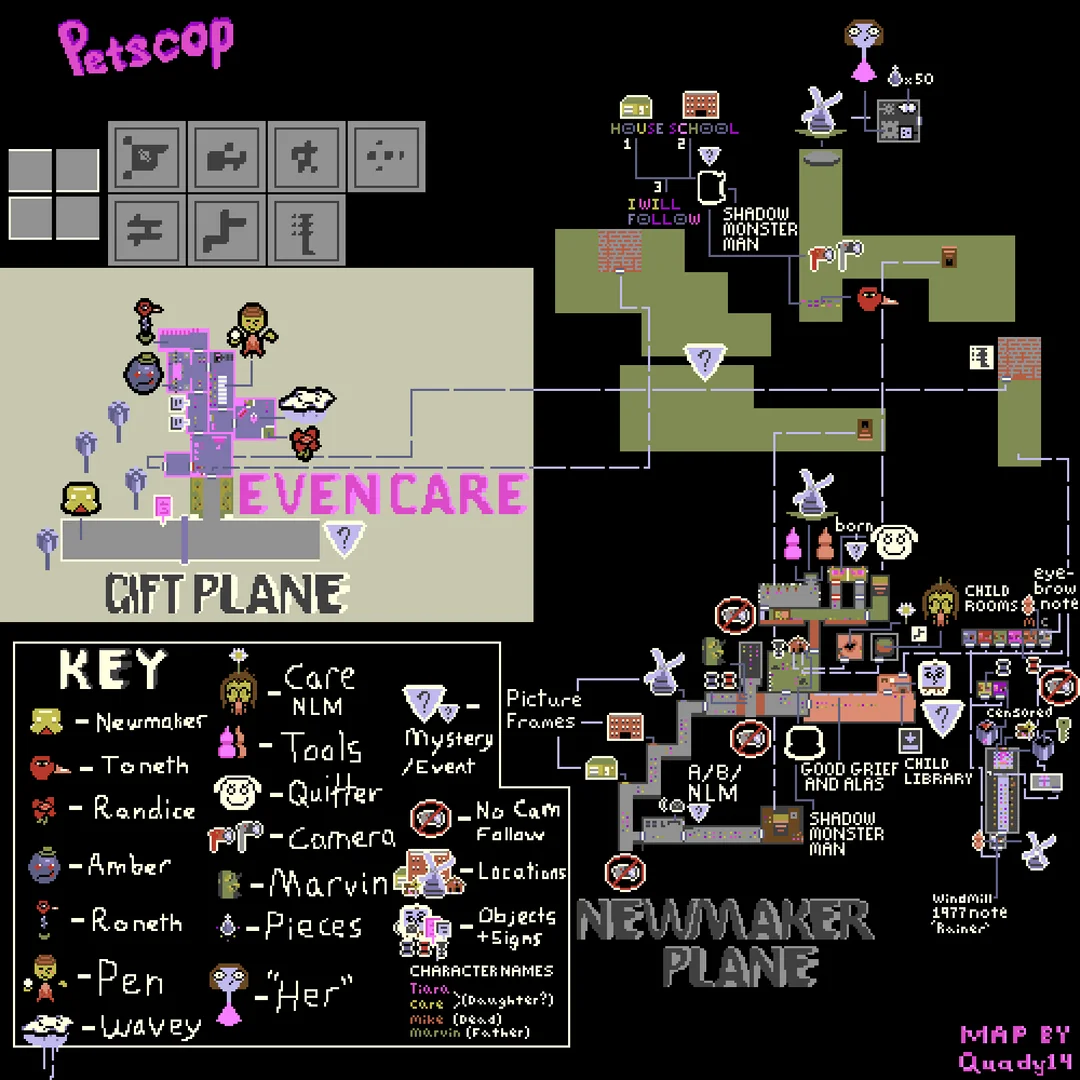 Petscop
x50
HOUSE
SCHOOL
1
2
?
3
I WILL
FOLLOW
SHADOW
MONSTER
MAN
?
EVEN CARE
?
GIFT PLANE
born
?
CHILD
ROOMS
eye-
brow
note
M C
Picture
Frames
?
censored
A/B/
NLM
?
GOOD GRIEF
AND ALAS
CHILD
LIBRARY
SHADOW
MONSTER
MAN
WindMill
1977 note
"Rainer"
NEWMAKER
PLANE
KEY
- Newmaker
- Toneth
- Randice
- Amber
- Roneth
- Pen
- Wavey
- Care
NLM
- Tools
- Quitter
- Camera
- Marvin
- Pieces
- "Her"
? ? -
Mystery
/Event
- No Cam
Follow
- Locations
- Objects
+Signs
CHARACTER NAMES
Tiara
care >(Daughter?)
Mike (Dead)
marvin (Father)
MAP BY
Quady14